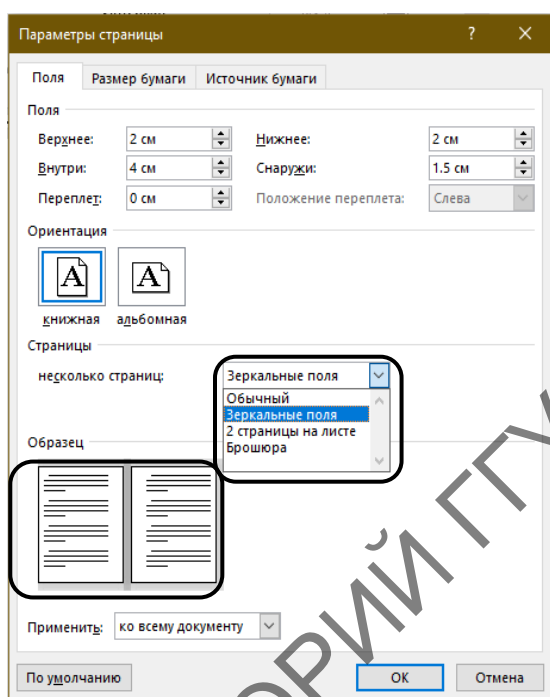 Параметры страницы ? ✕
Поля Размер бумаги Источник бумаги
Поля
Верхнее: 2 см Нижнее: 2 см
Внутри: 4 см Снаружи: 1.5 см
Переплет: 0 см Положение переплета: Слева
Ориентация
A A
книжная альбомная
Страницы
несколько страниц: Зеркальные поля
Обычный
Зеркальные поля
2 страницы на листе
Брошюра
Образец
Применить: ко всему документу
По умолчанию ОК Отмена